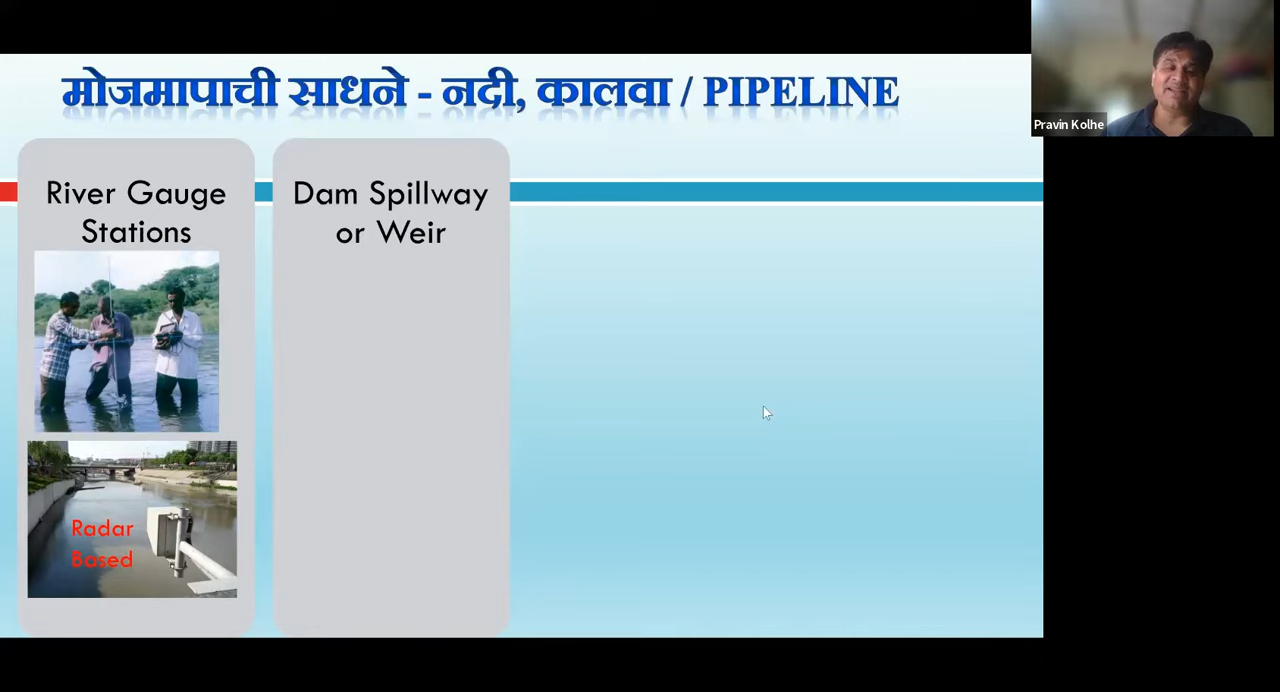 मोजमापाची साधने - नदी, कालवा / PIPELINE
River Gauge
Stations
Dam Spillway
or Weir
Radar
Based
Pravin Kolhe